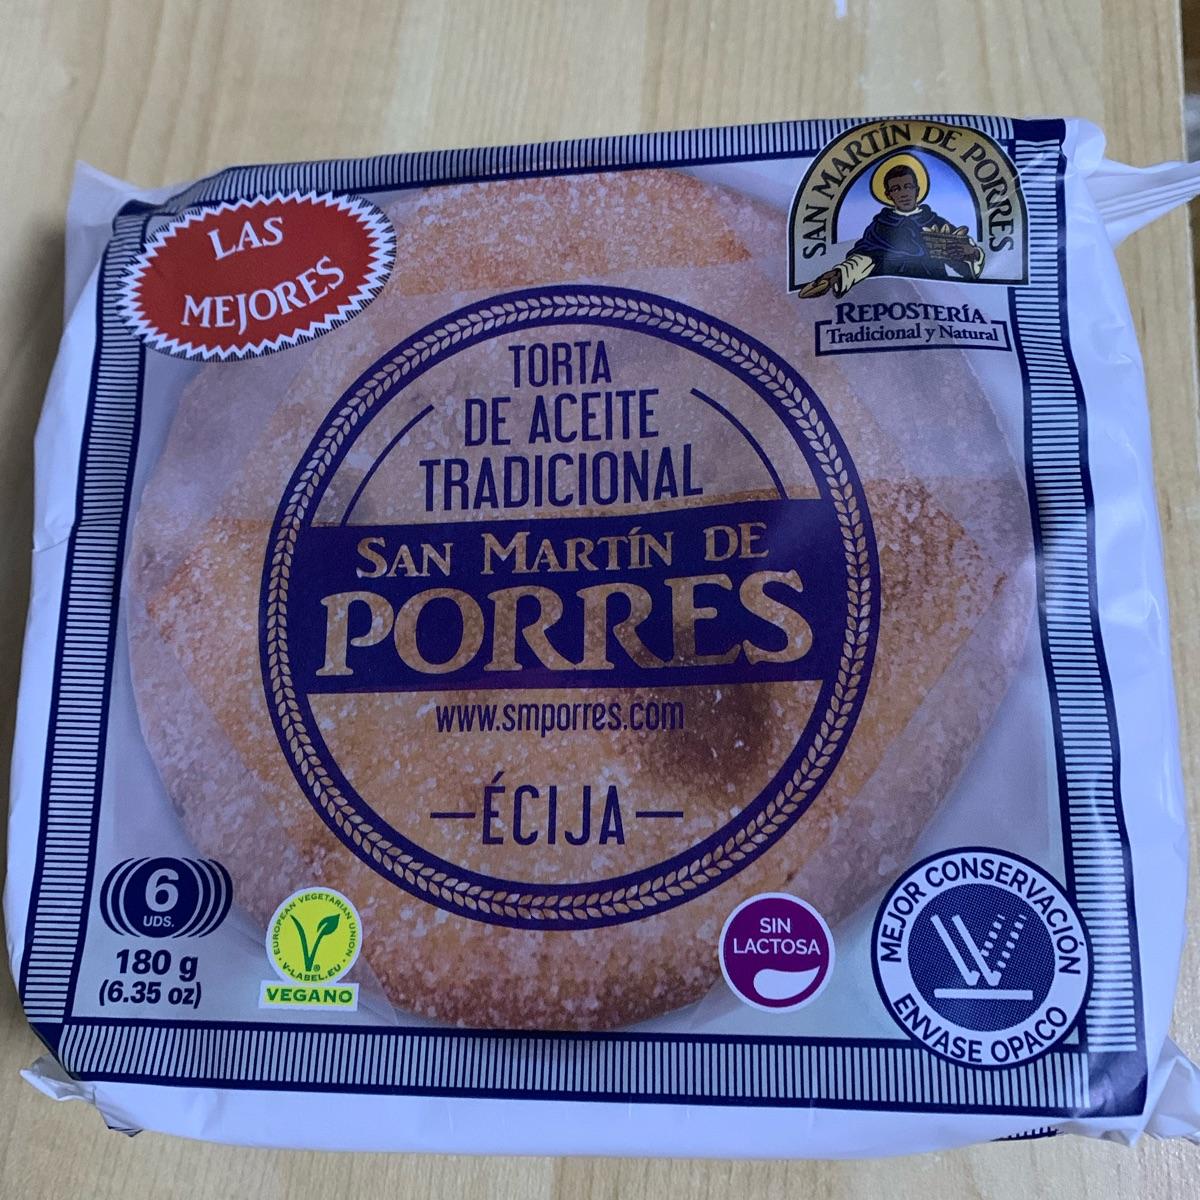 LAS
MEJORES
SAN MARTÍN DE PORRES
REPOSTERÍA
Tradicional y Natural
TORTA
DE ACEITE
TRADICIONAL
SAN MARTÍN DE
PORRES
www.smporres.com
—ÉCIJA—
6
UDS.
180 g
(6.35 oz)
EUROPEAN VEGETARIAN UNION
V-LABEL.EU
VEGANO
SIN
LACTOSA
MEJOR CONSERVACIÓN
ENVASE OPACO